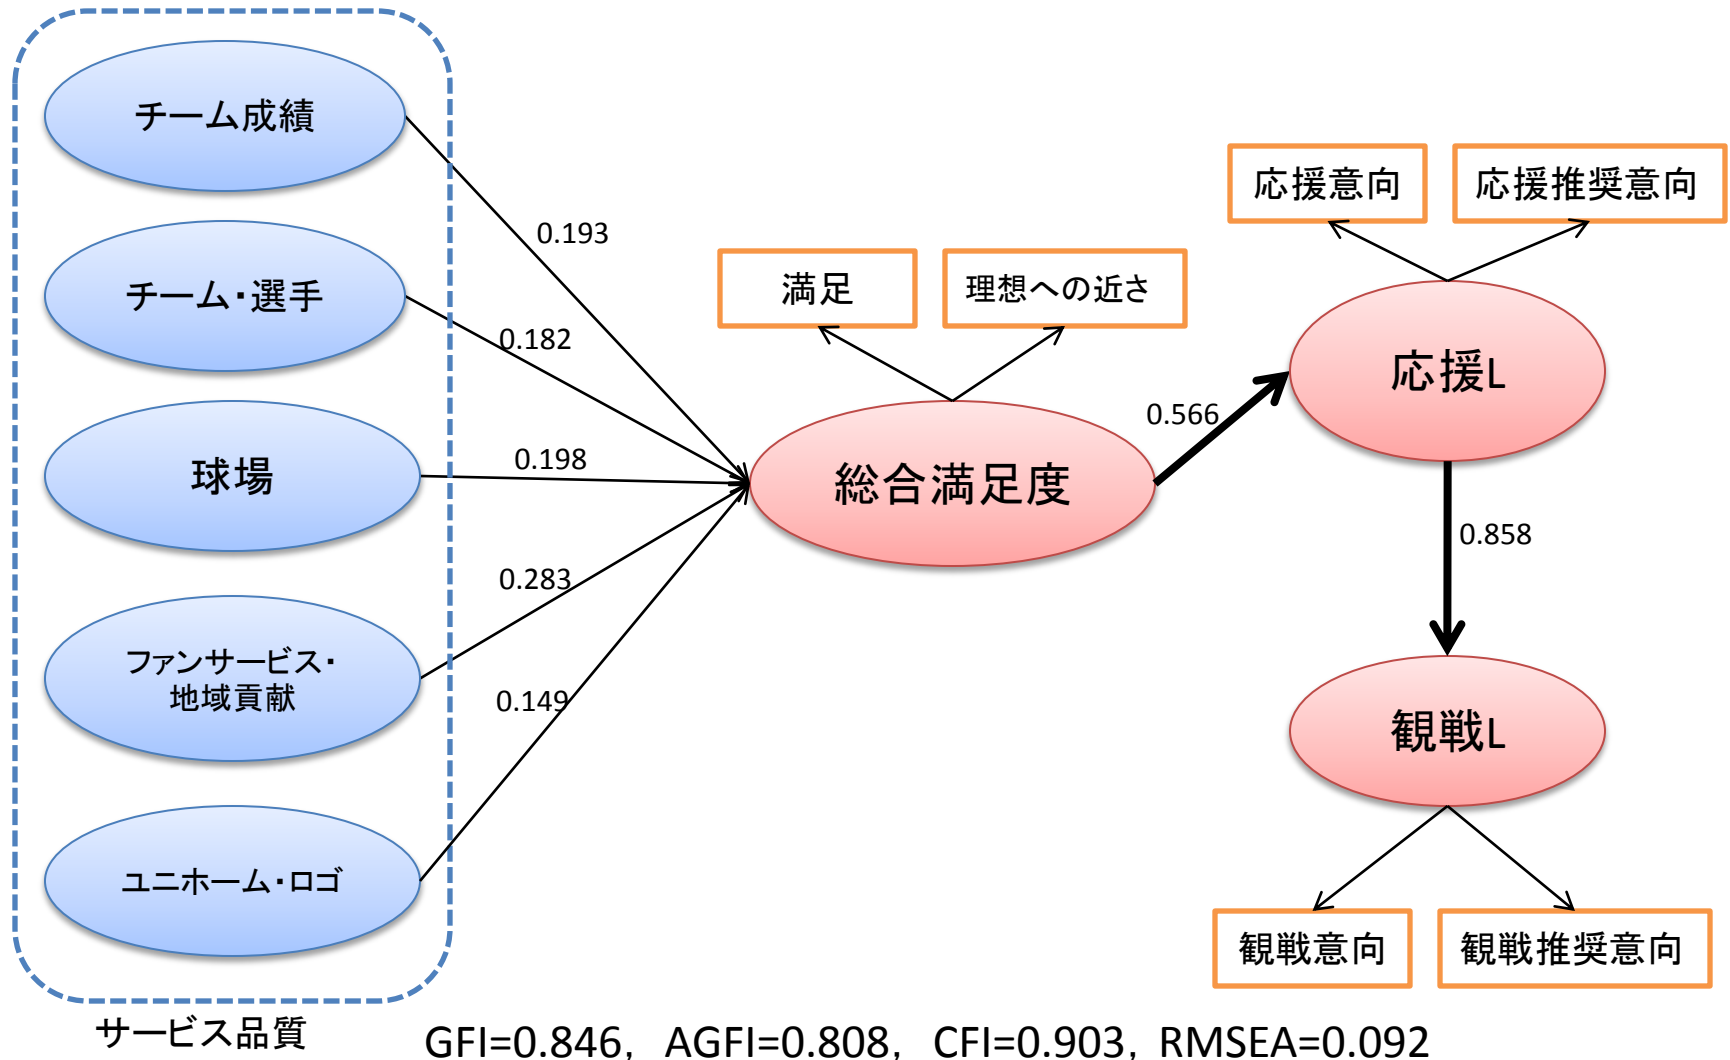 チーム成績
チーム・選手
球場
ファンサービス・
地域貢献
ユニホーム・ロゴ
サービス品質
0.193
0.182
0.198
0.283
0.149
満足
理想への近さ
総合満足度
0.566
応援意向
応援推奨意向
応援L
0.858
観戦L
観戦意向
観戦推奨意向
GFI=0.846, AGFI=0.808, CFI=0.903, RMSEA=0.092